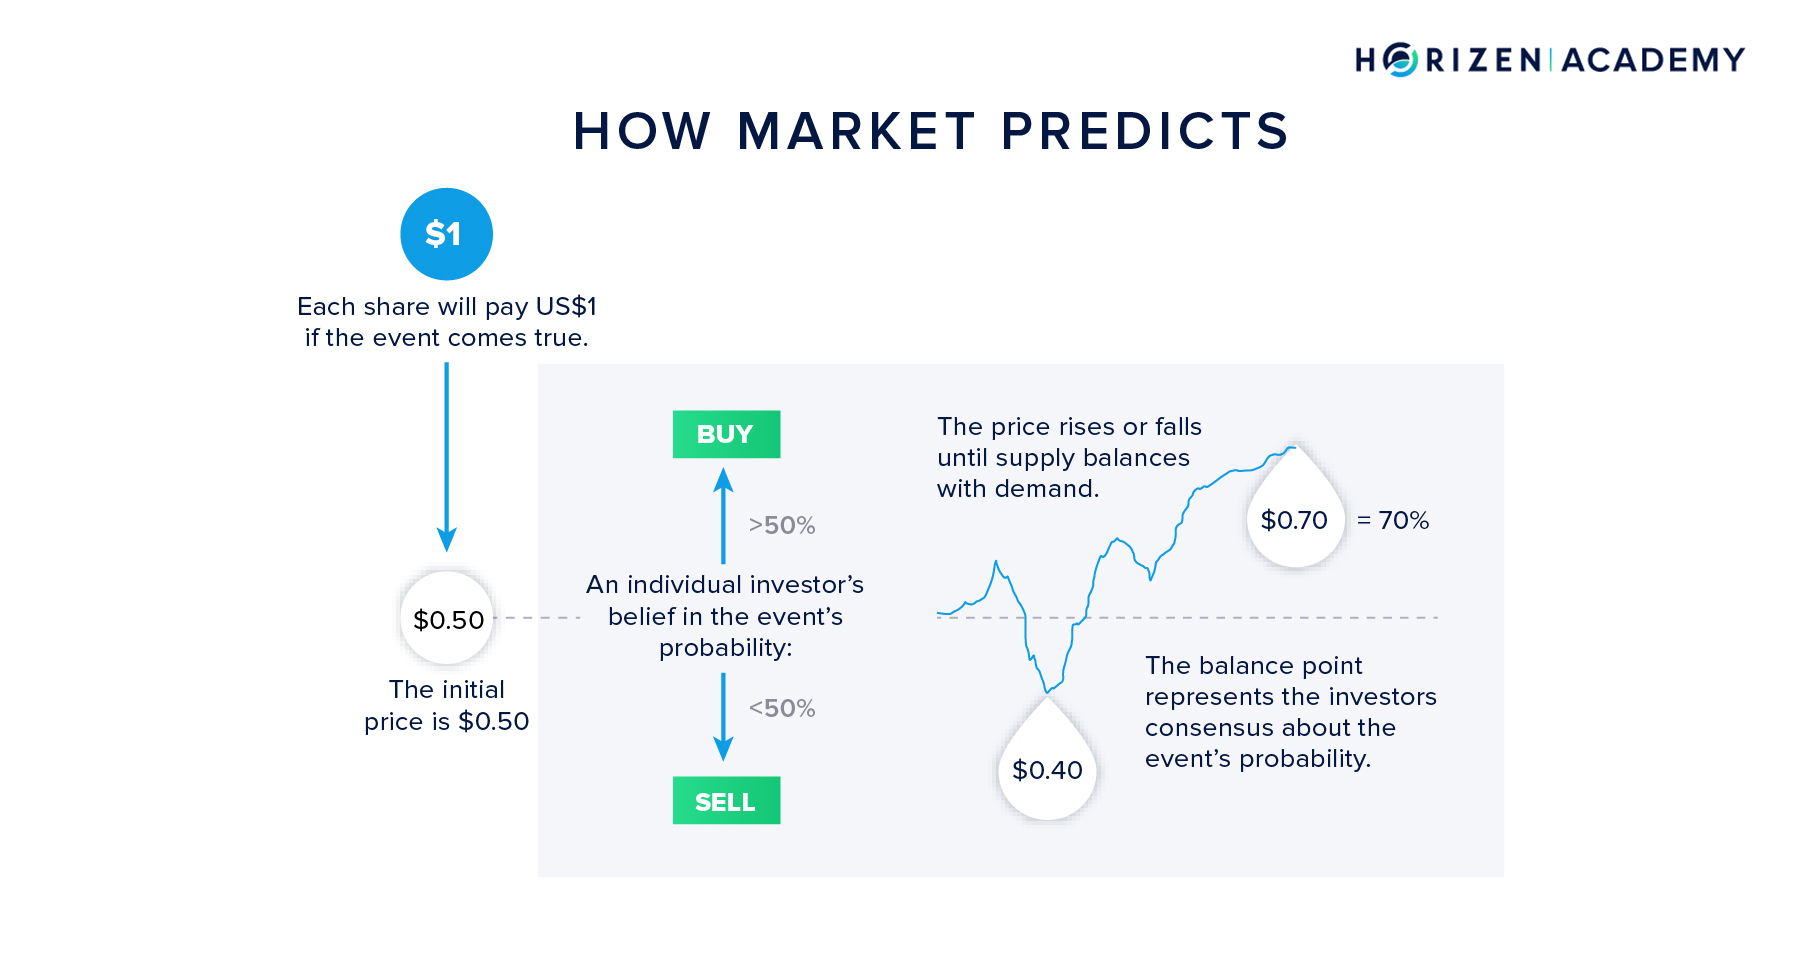 HORIZEN | ACADEMY
HOW MARKET PREDICTS
$1
Each share will pay US$1
if the event comes true.
$0.50
The initial
price is $0.50
BUY
>50%
An individual investor’s
belief in the event’s
probability:
<50%
SELL
The price rises or falls
until supply balances
with demand.
$0.70 = 70%
$0.40
The balance point
represents the investors
consensus about the
event’s probability.